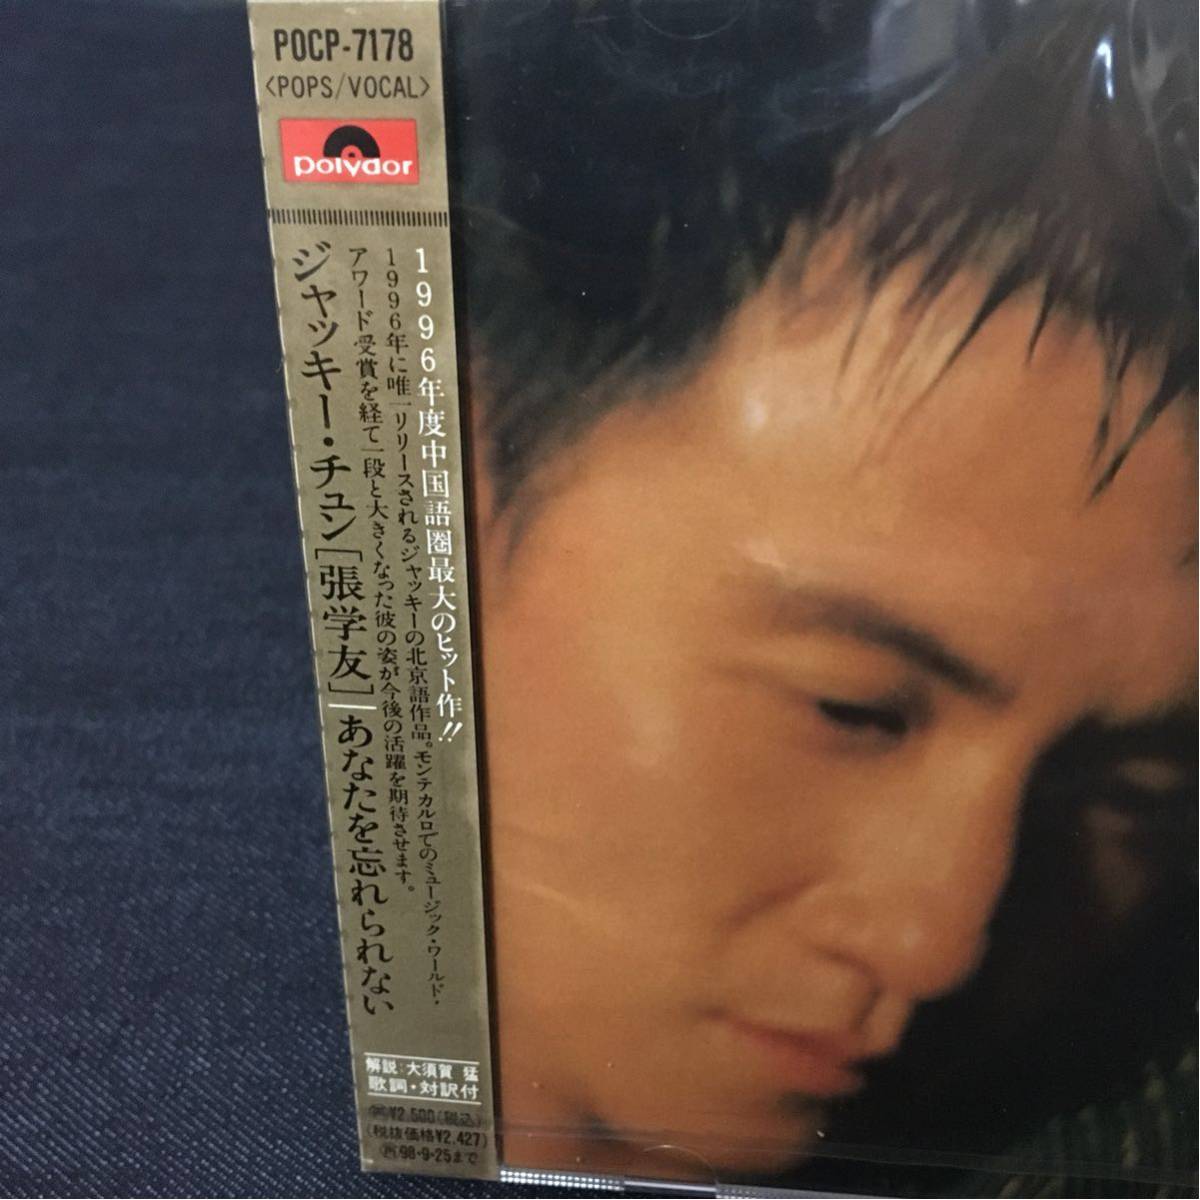 POCP-7178
<POPS/VOCAL>
polydor
1996年度中国語圏最大のヒット作!!
1996年に唯一リリースされる、ジャッキーの北京語作品。モンテカルロでのミュージック・ワールド・
アワード受賞を経て一段と大きくなった彼の姿が今後の活躍を期待させます。
ジャッキー・チュン[張学友]—あなたを忘れられない
解説:大須賀 猛
歌詞・対訳付
¥2,500(税込)
(税抜価格¥2,427)
98・9・25まで